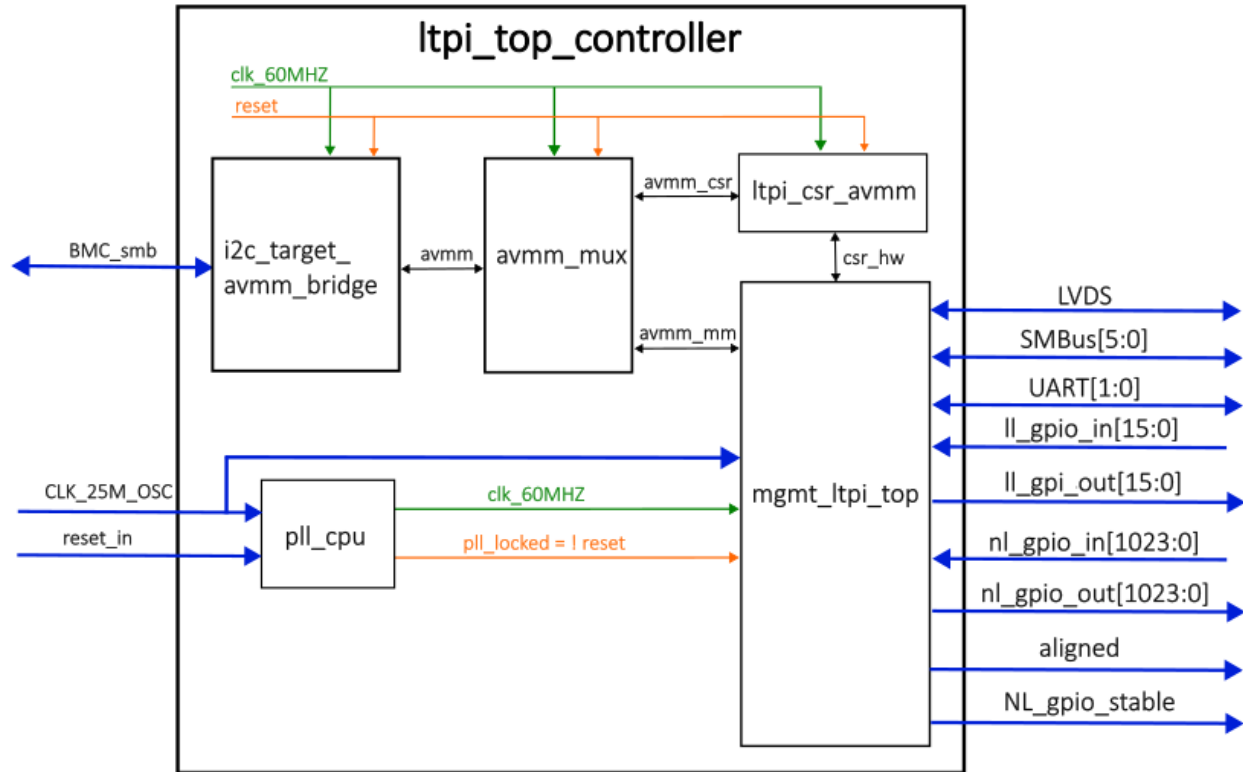 ltpi_top_controller
clk_60MHZ
reset
avmm_csr
ltpi_csr_avmm
BMC_smb
i2c_target_
avmm_bridge
avmm
avmm_mux
csr_hw
avmm_mm
LVDS
SMBus[5:0]
UART[1:0]
ll_gpio_in[15:0]
CLK_25M_OSC
clk_60MHZ
mgmt_ltpi_top
ll_gpi_out[15:0]
reset_in
pll_cpu
pll_locked = ! reset
nl_gpio_in[1023:0]
nl_gpio_out[1023:0]
aligned
NL_gpio_stable